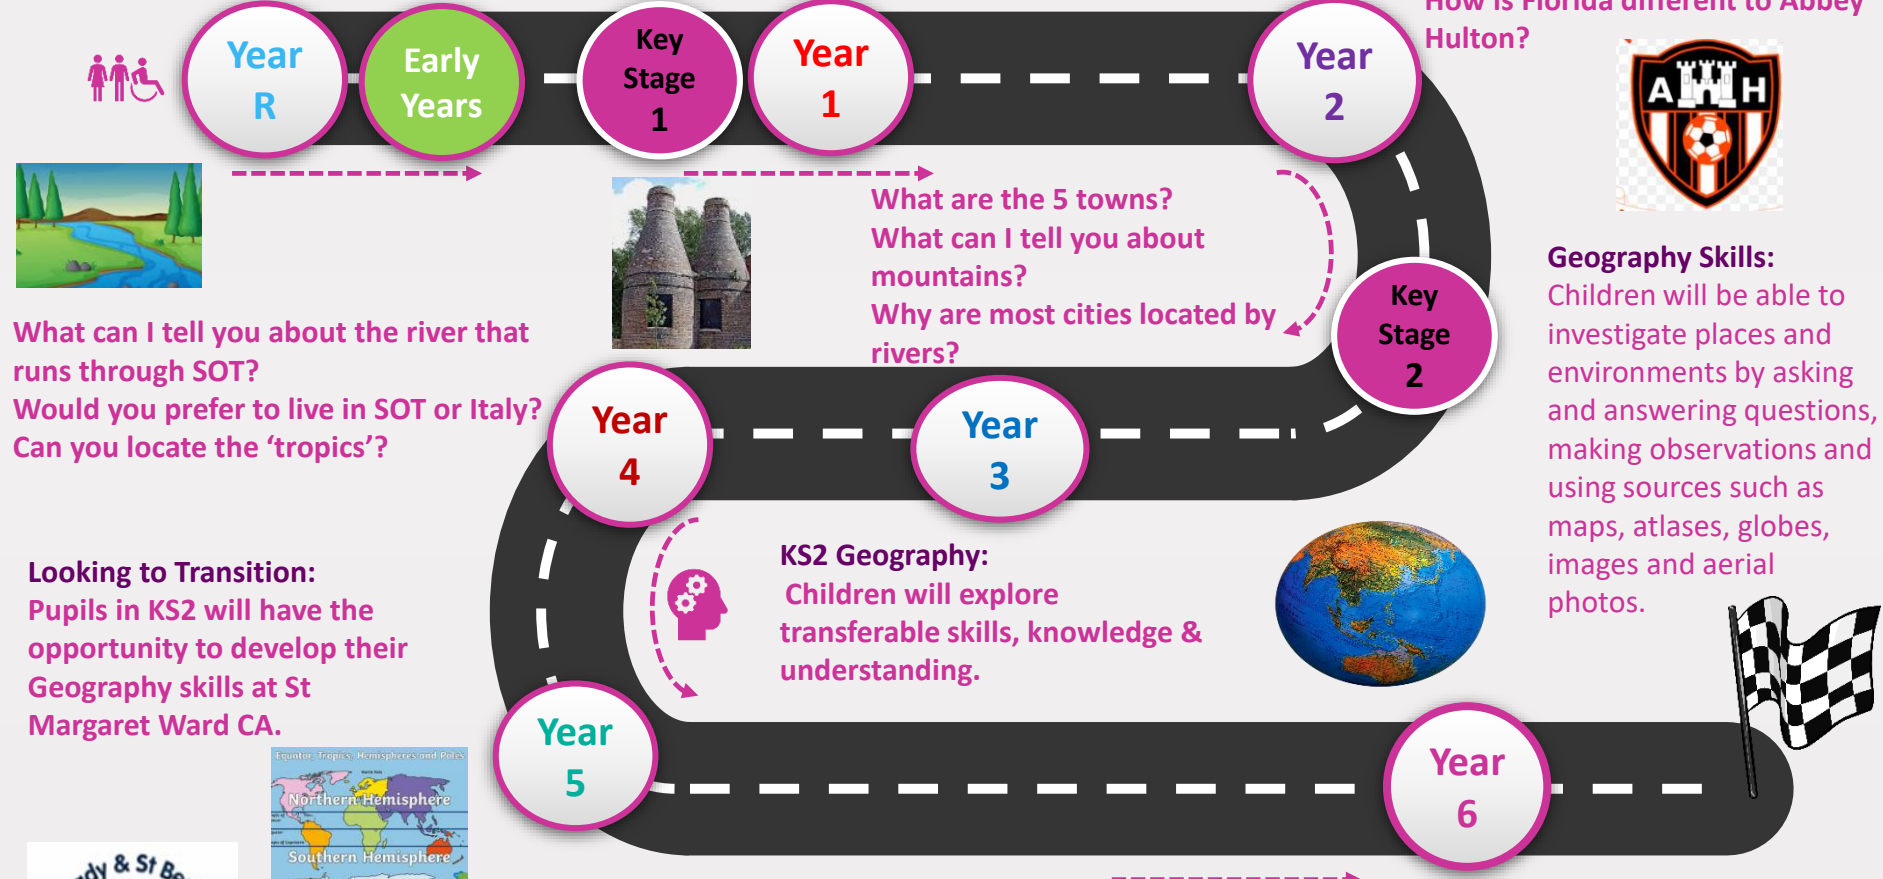 How is Florida different to Abbey
Hulton?
Year
R
Early
Years
Key
Stage
1
Year
1
Year
2
A H
What are the 5 towns?
What can I tell you about
mountains?
Why are most cities located by
rivers?
Key
Stage
2
Geography Skills:
Children will be able to
investigate places and
environments by asking
and answering questions,
making observations and
using sources such as
maps, atlases, globes,
images and aerial
photos.
What can I tell you about the river that
runs through SOT?
Would you prefer to live in SOT or Italy?
Can you locate the ‘tropics’?
Year
4
Year
3
KS2 Geography:
Children will explore
transferable skills, knowledge &
understanding.
Looking to Transition:
Pupils in KS2 will have the
opportunity to develop their
Geography skills at St
Margaret Ward CA.
Year
5
Year
6
Equator, Tropics, Hemispheres and Poles
Northern Hemisphere
Southern Hemisphere
& St